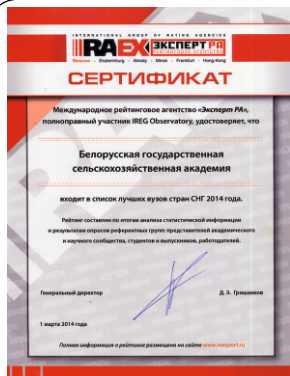 INTERNATIONAL GROUP OF RATING AGENCIES
RAEX ЭКСПЕРТ РА
РЕЙТИНГОВОЕ АГЕНТСТВО
Moscow - Ekaterinburg - Almaty - Minsk - Frankfurt - Hong-Kong
СЕРТИФИКАТ
Международное рейтинговое агентство «Эксперт РА»,
полноправный участник IREG Observatory, удостоверяет, что
Белорусская государственная
сельскохозяйственная академия
входит в список лучших вузов стран СНГ 2014 года.
Рейтинг составлен по итогам анализа статистической информации
и результатов опросов референтных групп: представителей академического
и научного сообщества, студентов и выпускников, работодателей.
Генеральный директор
Д. Э. Гришанков
1 марта 2014 года
Полная информация о рейтинге размещена на сайте www.raexpert.ru